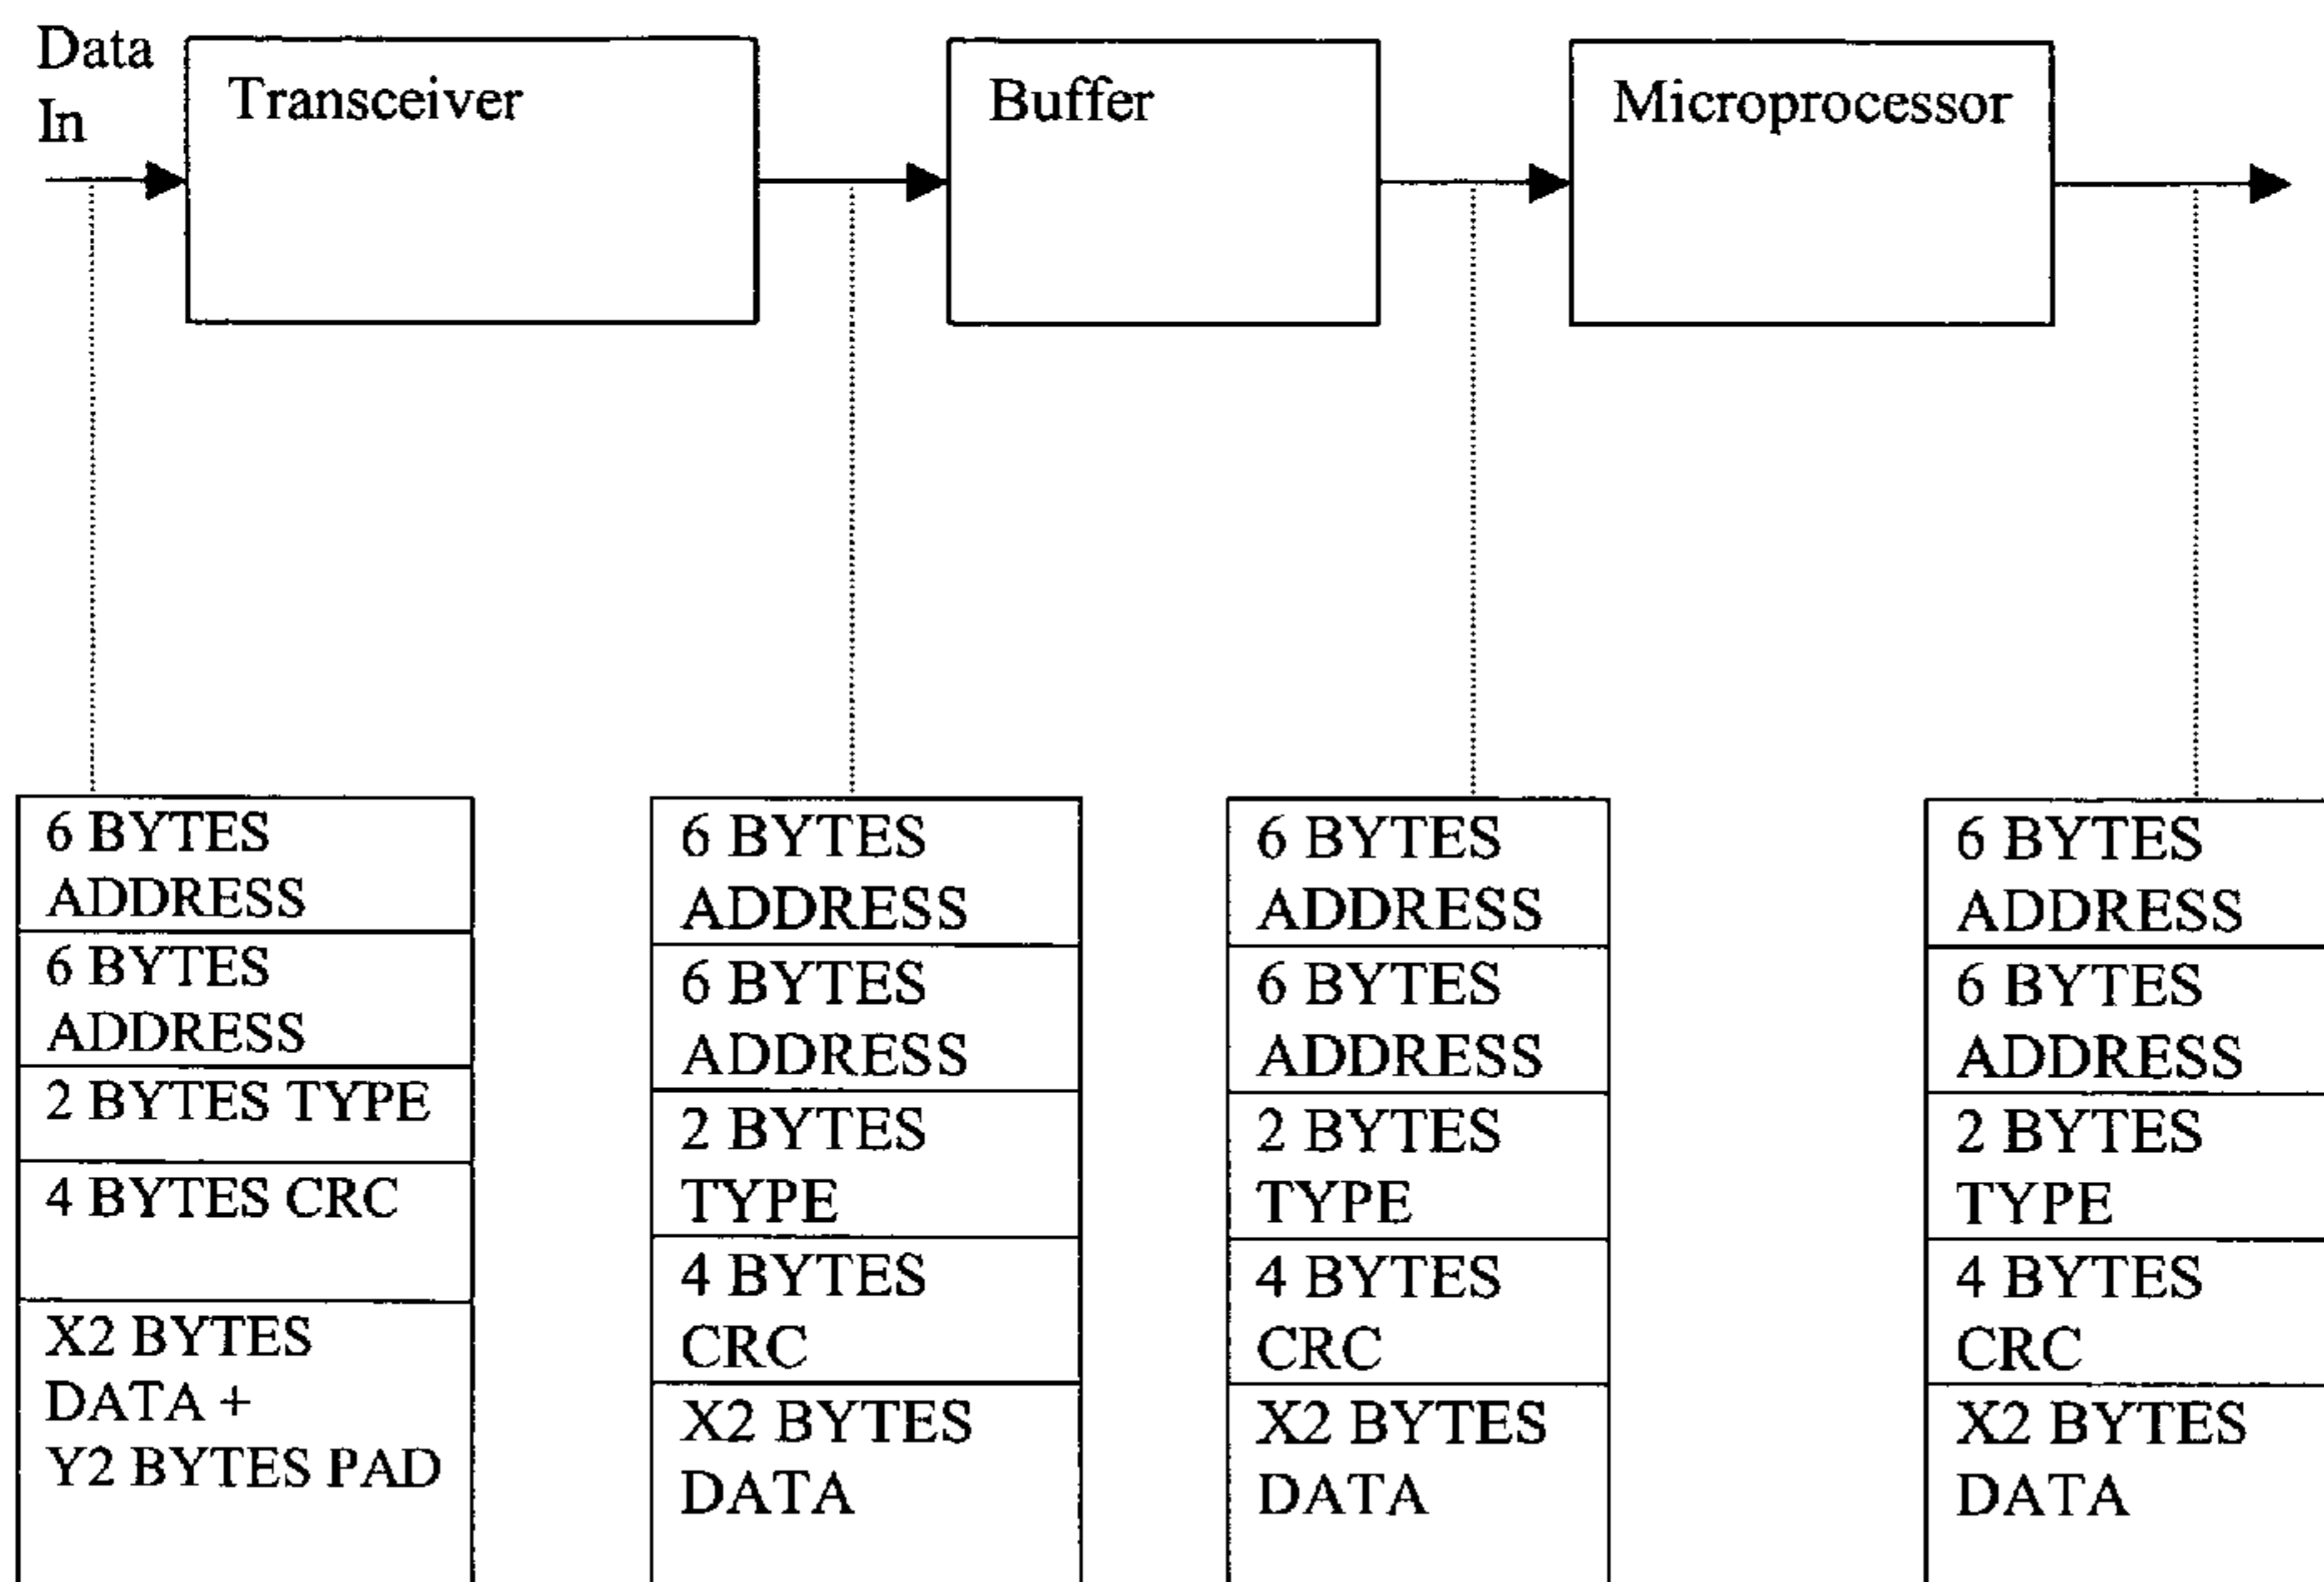 Data
In
Transceiver
Buffer
Microprocessor
6 BYTES
ADDRESS
6 BYTES
ADDRESS
2 BYTES TYPE
4 BYTES CRC
X2 BYTES
DATA +
Y2 BYTES PAD
6 BYTES
ADDRESS
6 BYTES
ADDRESS
2 BYTES
TYPE
4 BYTES
CRC
X2 BYTES
DATA
6 BYTES
ADDRESS
6 BYTES
ADDRESS
2 BYTES
TYPE
4 BYTES
CRC
X2 BYTES
DATA
6 BYTES
ADDRESS
6 BYTES
ADDRESS
2 BYTES
TYPE
4 BYTES
CRC
X2 BYTES
DATA